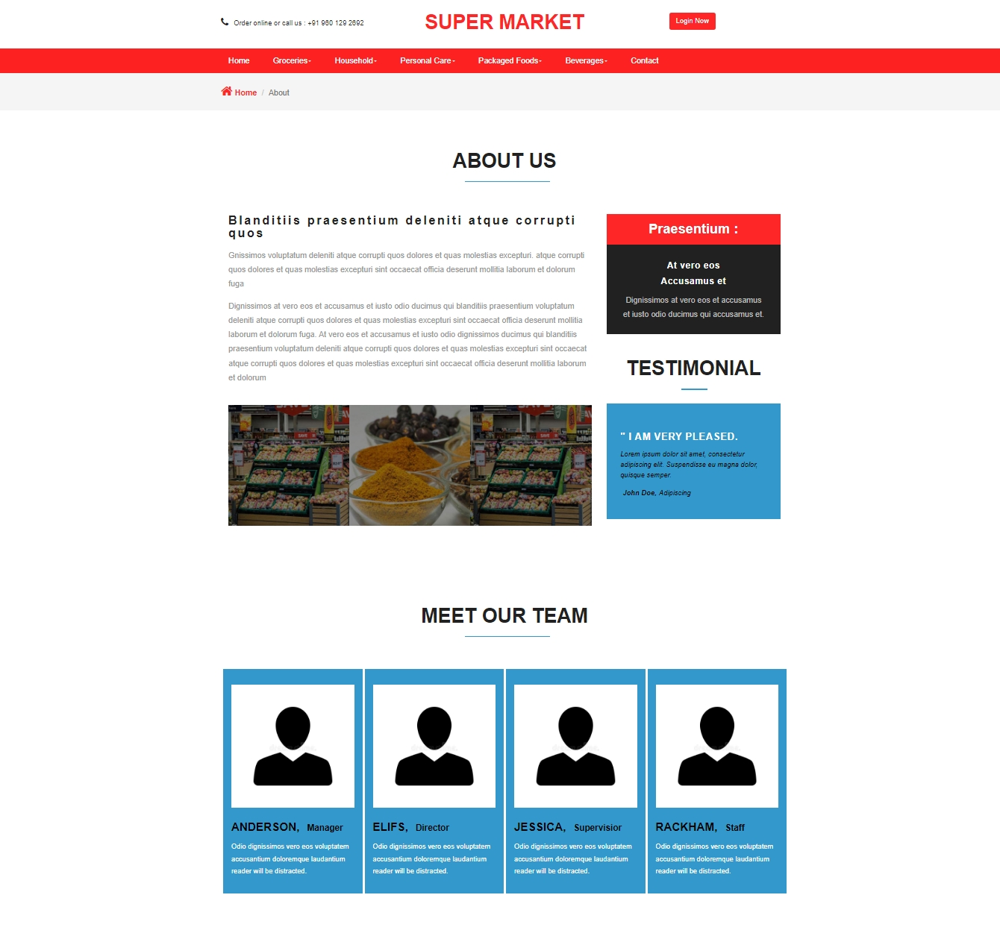 Order online or call us : +91 960 129 2692
SUPER MARKET
Login Now
Home
Groceries
Household
Personal Care
Packaged Foods
Beverages
Contact
Home / About
ABOUT US
Blanditiis praesentium deleniti atque corrupti
quos
Gnissimos voluptatum deleniti atque corrupti quos dolores et quas molestias excepturi. atque corrupti
quos dolores et quas molestias excepturi sint occaecat officia deserunt mollitia laborum et dolorum
fuga
Dignissimos at vero eos et accusamus et iusto odio ducimus qui blanditiis praesentium voluptatum
deleniti atque corrupti quos dolores et quas molestias excepturi sint occaecat officia deserunt mollitia
laborum et dolorum fuga. At vero eos et accusamus et iusto odio dignissimos ducimus qui blanditiis
praesentium voluptatum deleniti atque corrupti quos dolores et quas molestias excepturi sint occaecat
atque corrupti quos dolores et quas molestias excepturi sint occaecat officia deserunt mollitia laborum
et dolorum
SAVE
SAVE
Praesentium :
At vero eos
Accusamus et
Dignissimos at vero eos et accusamus
et iusto odio ducimus qui accusamus et.
TESTIMONIAL
" I AM VERY PLEASED.
Lorem ipsum dolor sit amet, consectetur
adipiscing elit. Suspendisse eu magna dolor,
quisque semper.
John Doe, Adipiscing
MEET OUR TEAM
ANDERSON, Manager
Odio dignissimos vero eos voluptatem
accusantium doloremque laudantium
reader will be distracted.
ELIFS, Director
Odio dignissimos vero eos voluptatem
accusantium doloremque laudantium
reader will be distracted.
JESSICA, Supervisior
Odio dignissimos vero eos voluptatem
accusantium doloremque laudantium
reader will be distracted.
RACKHAM, Staff
Odio dignissimos vero eos voluptatem
accusantium doloremque laudantium
reader will be distracted.